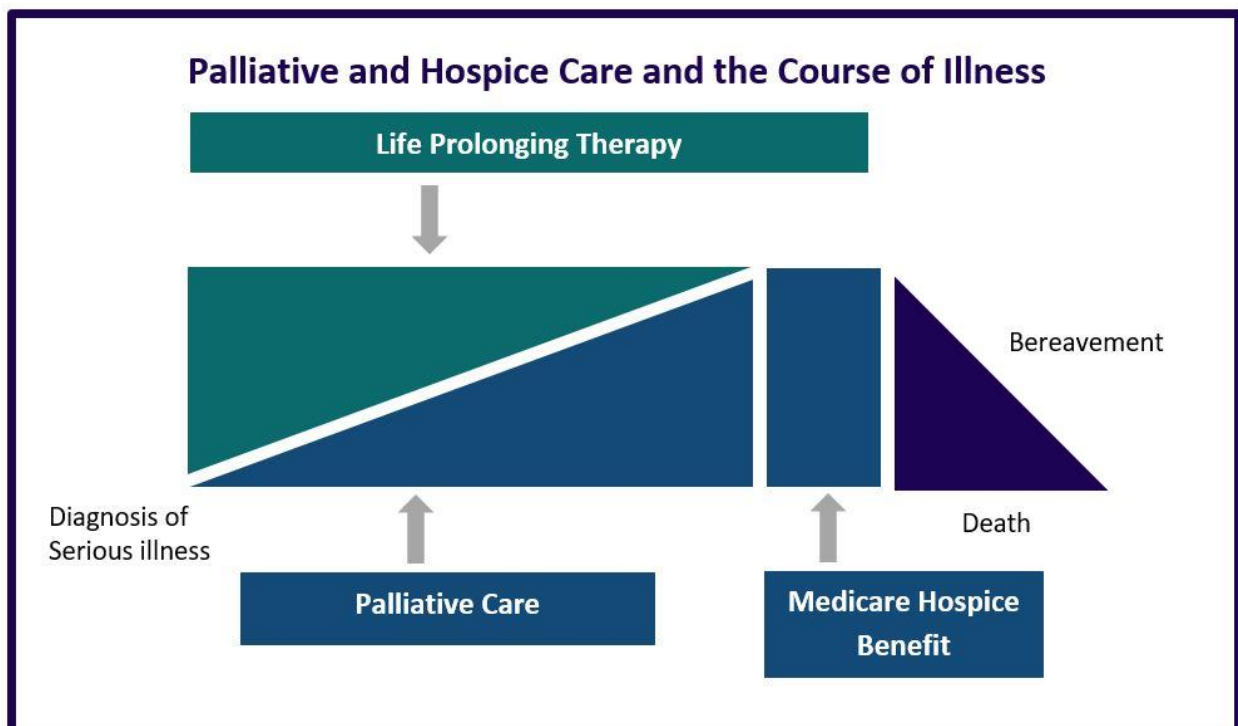 Palliative and Hospice Care and the Course of Illness
Life Prolonging Therapy
Bereavement
Diagnosis of
Serious illness
Death
Palliative Care
Medicare Hospice
Benefit